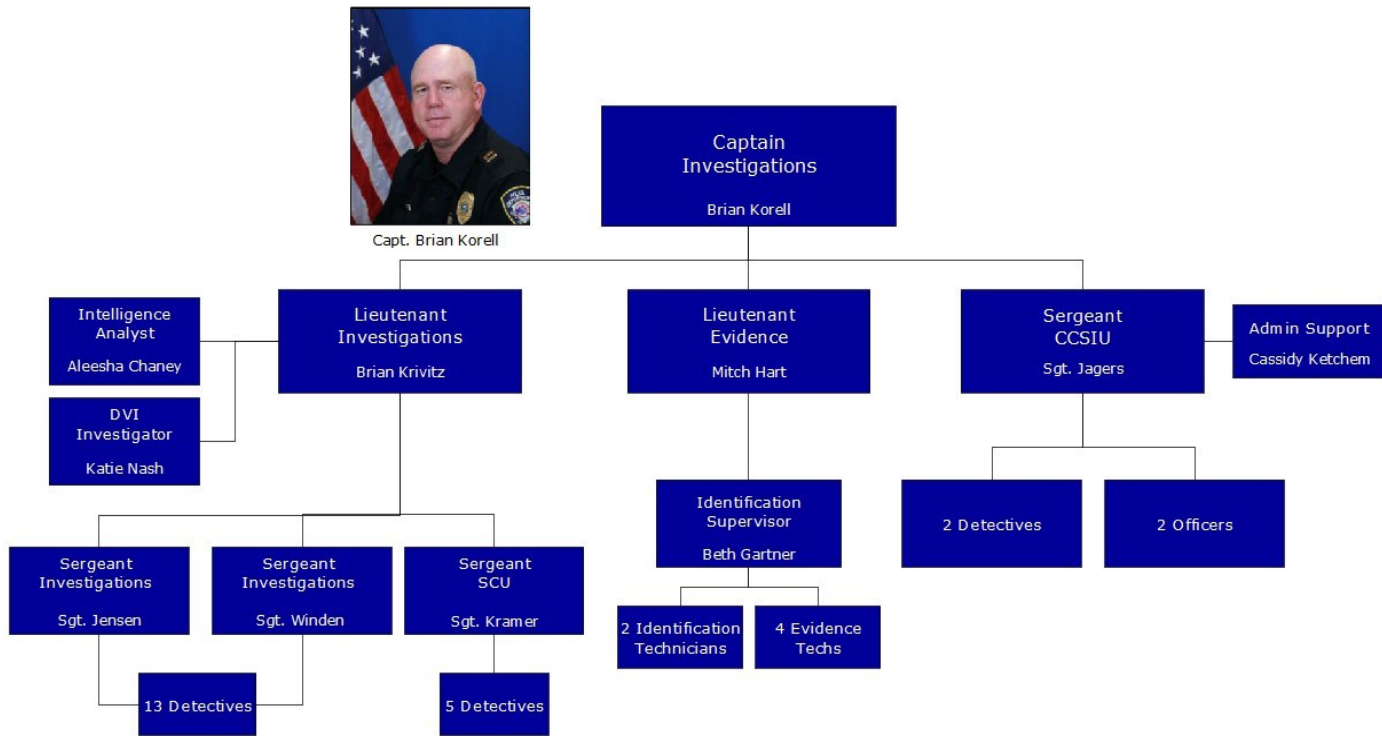 Capt. Brian Korell
Captain
Investigations
Brian Korell
Intelligence
Analyst
Aleesha Chaney
DVI
Investigator
Katie Nash
Lieutenant
Investigations
Brian Krivitz
Lieutenant
Evidence
Mitch Hart
Sergeant
CCSIU
Sgt. Jagers
Admin Support
Cassidy Ketchem
Sergeant
Investigations
Sgt. Jensen
Sergeant
Investigations
Sgt. Winden
Sergeant
SCU
Sgt. Kramer
13 Detectives
5 Detectives
Identification
Supervisor
Beth Gartner
2 Identification
Technicians
4 Evidence
Techs
2 Detectives
2 Officers